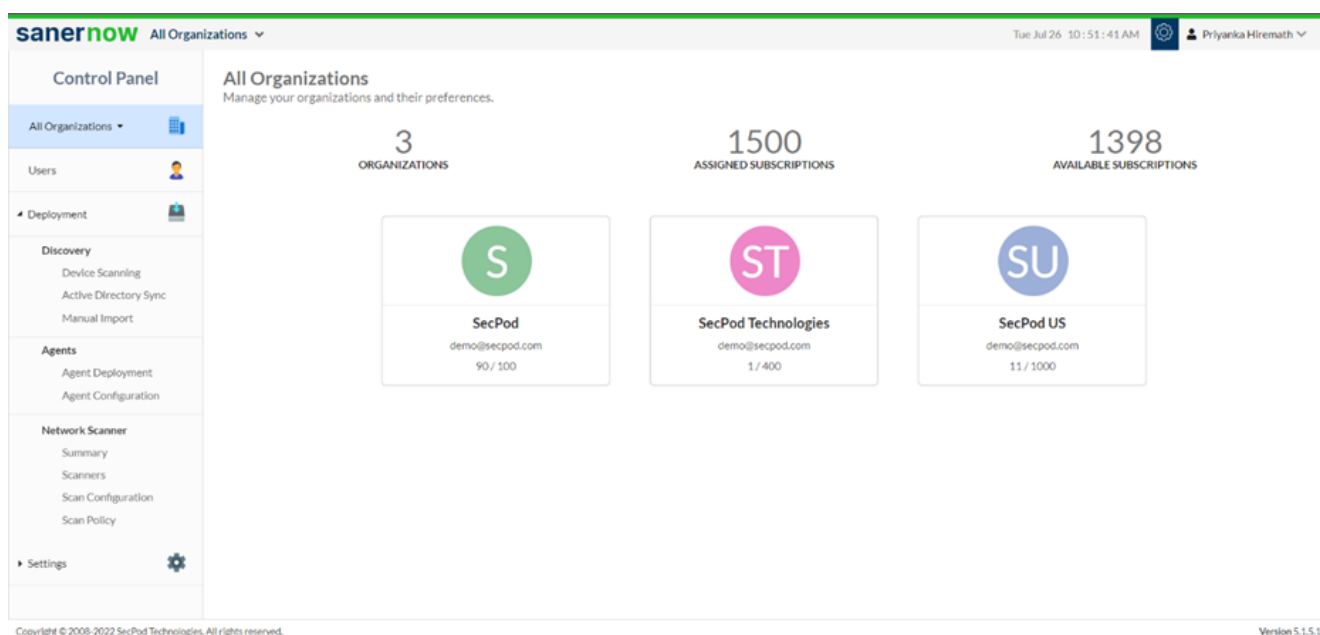 sanernow All Organizations
Tue Jul 26 10:51:41 AM Priyanka Hiremath
Control Panel
All Organizations
Users
Deployment
Discovery
Device Scanning
Active Directory Sync
Manual Import
Agents
Agent Deployment
Agent Configuration
Network Scanner
Summary
Scanners
Scan Configuration
Scan Policy
Settings
All Organizations
Manage your organizations and their preferences.
3
ORGANIZATIONS
1500
ASSIGNED SUBSCRIPTIONS
1398
AVAILABLE SUBSCRIPTIONS
S
SecPod
demo@secpod.com
90 / 100
ST
SecPod Technologies
demo@secpod.com
1 / 400
SU
SecPod US
demo@secpod.com
11 / 1000
Copyright © 2008-2022 SecPod Technologies. All rights reserved.
Version 5.1.5.1